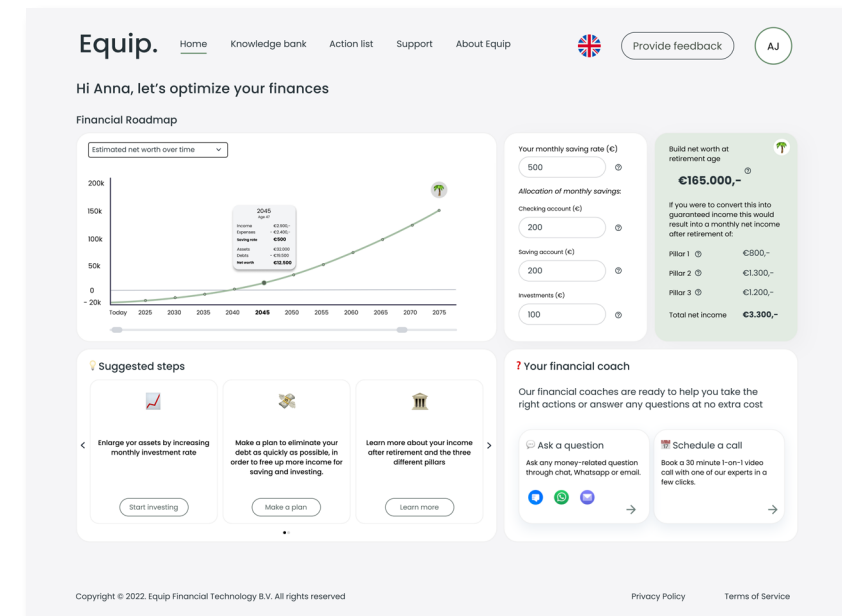 Equip.
Home
Knowledge bank
Action list
Support
About Equip
Provide feedback
AJ
Hi Anna, let's optimize your finances
Financial Roadmap
Estimated net worth over time
200k
150k
100k
50k
0
- 20k
2045
Age 47
Income €3.900,-
Expenses - €3.400,-
Saving rate €500
Assets €32.000
Debts - €19.500
Net worth €12.500
Today 2025 2030 2035 2040 2045 2050 2055 2060 2065 2070 2075
Your monthly saving rate (€)
500
Allocation of monthly savings:
Checking account (€)
200
Saving account (€)
200
Investments (€)
100
Build net worth at
retirement age
€165.000,-
If you were to convert this into
guaranteed income this would
result into a monthly net income
after retirement of:
Pillar 1 €800,-
Pillar 2 €1.300,-
Pillar 3 €1.200,-
Total net income €3.300,-
Suggested steps
Enlarge yor assets by increasing
monthly investment rate
Start investing
Make a plan to eliminate your
debt as quickly as possible, in
order to free up more income for
saving and investing.
Make a plan
Learn more about your income
after retirement and the three
different pillars
Learn more
? Your financial coach
Our financial coaches are ready to help you take the
right actions or answer any questions at no extra cost
Ask a question
Ask any money-related question
through chat, Whatsapp or email.
Schedule a call
Book a 30 minute 1-on-1 video
call with one of our experts in a
few clicks.
Copyright © 2022. Equip Financial Technology B.V. All rights reserved
Privacy Policy
Terms of Service